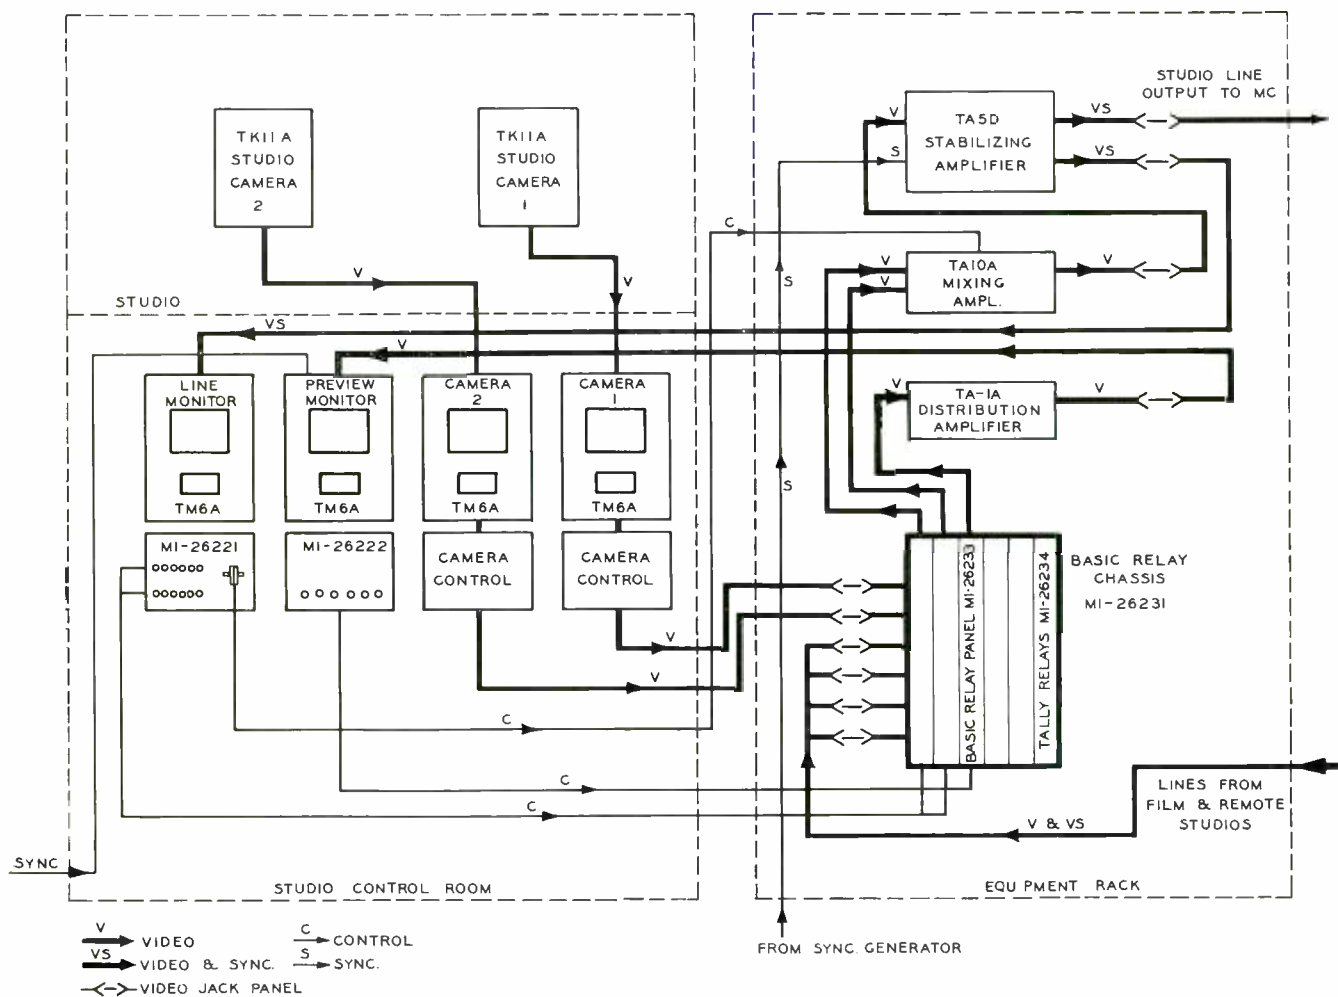 STUDIO LINE
OUTPUT TO MC
TK11A
STUDIO
CAMERA
2
TK11A
STUDIO
CAMERA
1
V
TA5D
STABILIZING
AMPLIFIER
VS
S
VS
C
V
V
V
TA10A
MIXING
AMPL.
V
V
S
STUDIO
VS
V
LINE
MONITOR
TM6A
PREVIEW
MONITOR
TM6A
CAMERA
2
TM6A
CAMERA
1
TM6A
V
TA-1A
DISTRIBUTION
AMPLIFIER
V
S
MI-26221
MI-26222
CAMERA
CONTROL
CAMERA
CONTROL
BASIC RELAY PANEL MI-26233
TALLY RELAYS MI-26234
BASIC RELAY
CHASSIS
MI-26231
V
V
C
C
C
LINES FROM
FILM & REMOTE
STUDIOS
V & VS
SYNC
STUDIO CONTROL ROOM
EQU PMENT RACK
V
VIDEO
C
CONTROL
VS
VIDEO & SYNC.
S
SYNC.
VIDEO JACK PANEL
FROM SYNC. GENERATOR